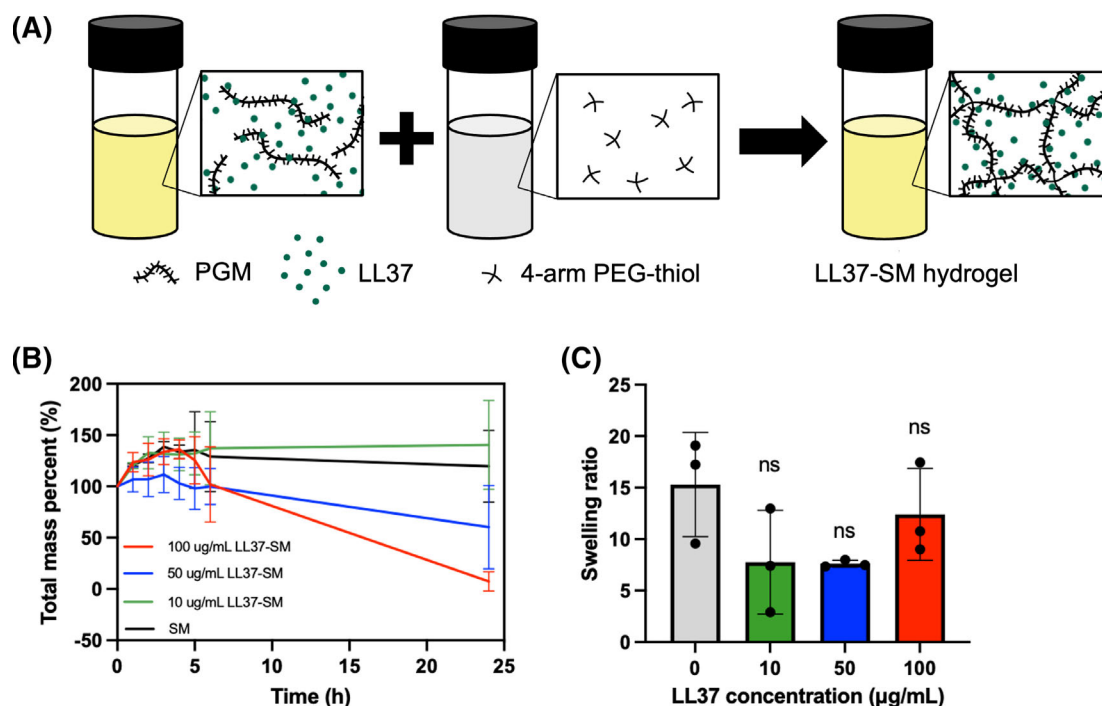 (A)
PGM
LL37
4-arm PEG-thiol
LL37-SM hydrogel
(B)
Total mass percent (%)
200
150
100
50
0
-50
100 ug/mL LL37-SM
50 ug/mL LL37-SM
10 ug/mL LL37-SM
SM
0 5 10 15 20 25
Time (h)
(C)
Swelling ratio
25
20
15
10
5
0
ns
ns
ns
0 10 50 100
LL37 concentration (µg/mL)